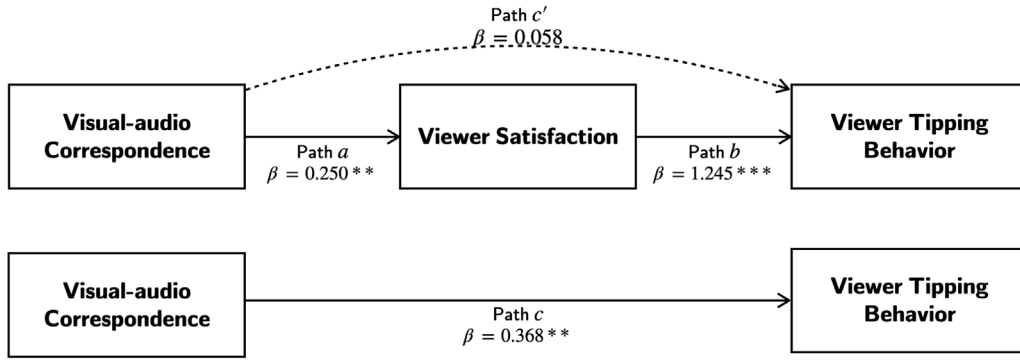 Path c′
β = 0.058
Visual-audio
Correspondence
Path a
β = 0.250 * *
Viewer Satisfaction
Path b
β = 1.245 * * *
Viewer Tipping
Behavior
Visual-audio
Correspondence
Path c
β = 0.368 * *
Viewer Tipping
Behavior